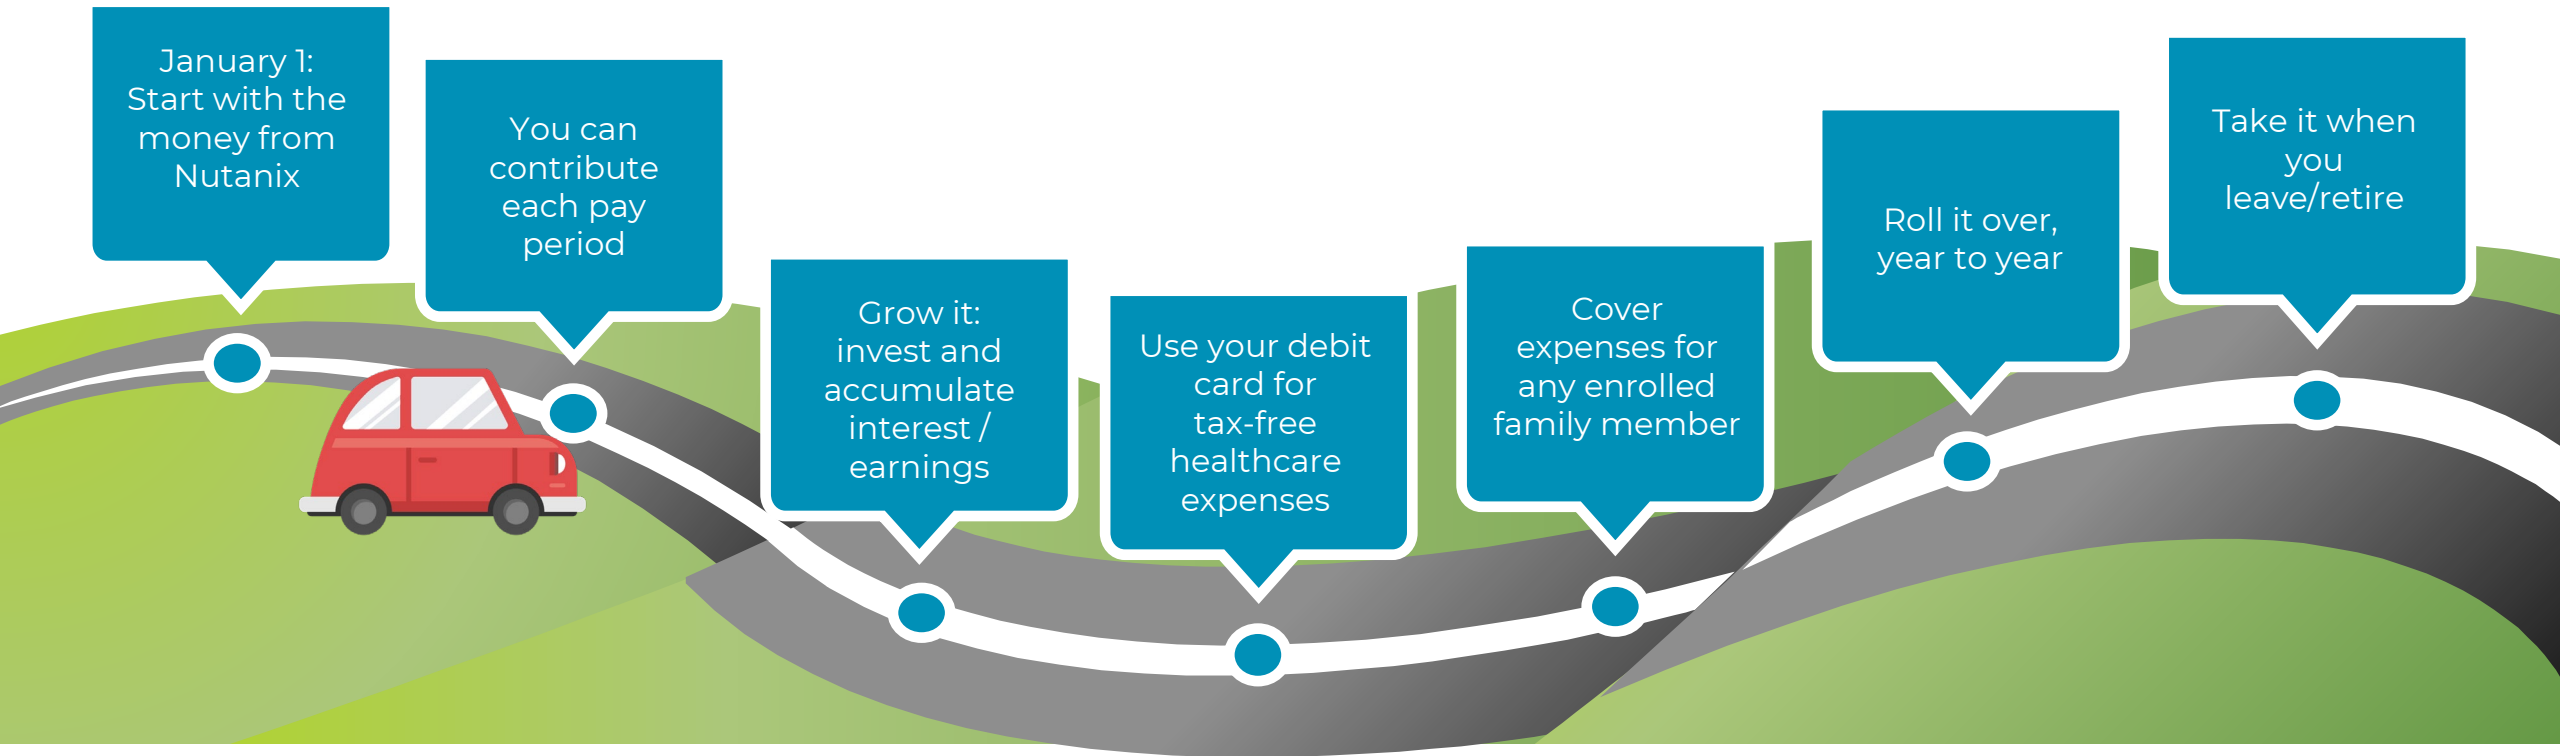 January 1:
Start with the
money from
Nutanix
You can
contribute
each pay
period
Grow it:
invest and
accumulate
interest /
earnings
Use your debit
card for
tax-free
healthcare
expenses
Cover
expenses for
any enrolled
family member
Roll it over,
year to year
Take it when
you
leave/retire